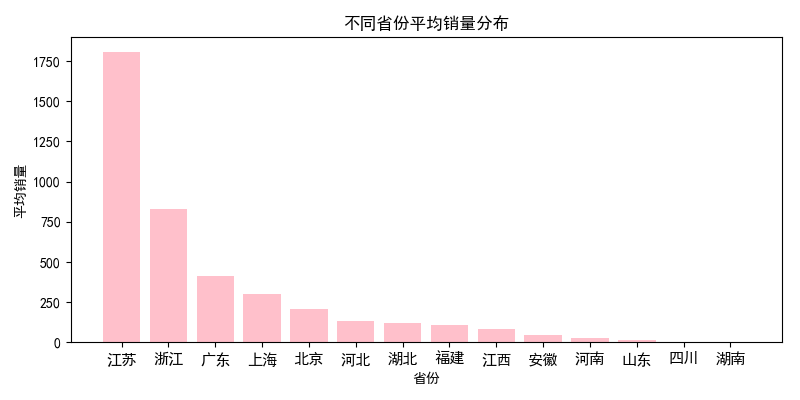 不同省份平均销量分布
平均销量
1750
1500
1250
1000
750
500
250
0
江苏 浙江 广东 上海 北京 河北 湖北 福建 江西 安徽 河南 山东 四川 湖南
省份